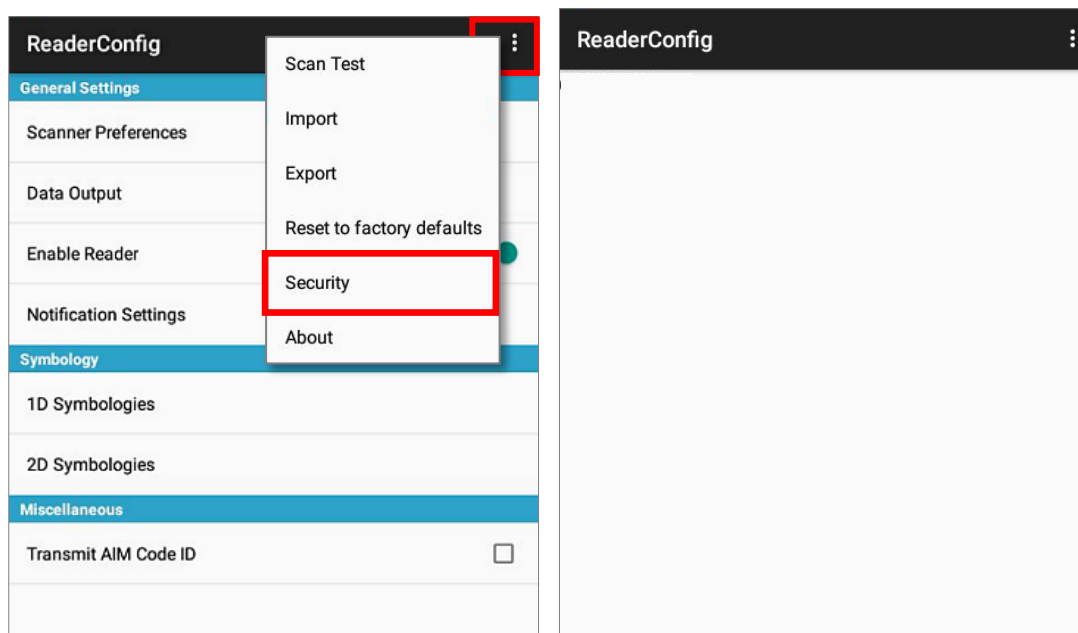 ReaderConfig
Scan Test
Import
Export
Reset to factory defaults
Security
About
General Settings
Scanner Preferences
Data Output
Enable Reader
Notification Settings
Symbology
1D Symbologies
2D Symbologies
Miscellaneous
Transmit AIM Code ID
ReaderConfig